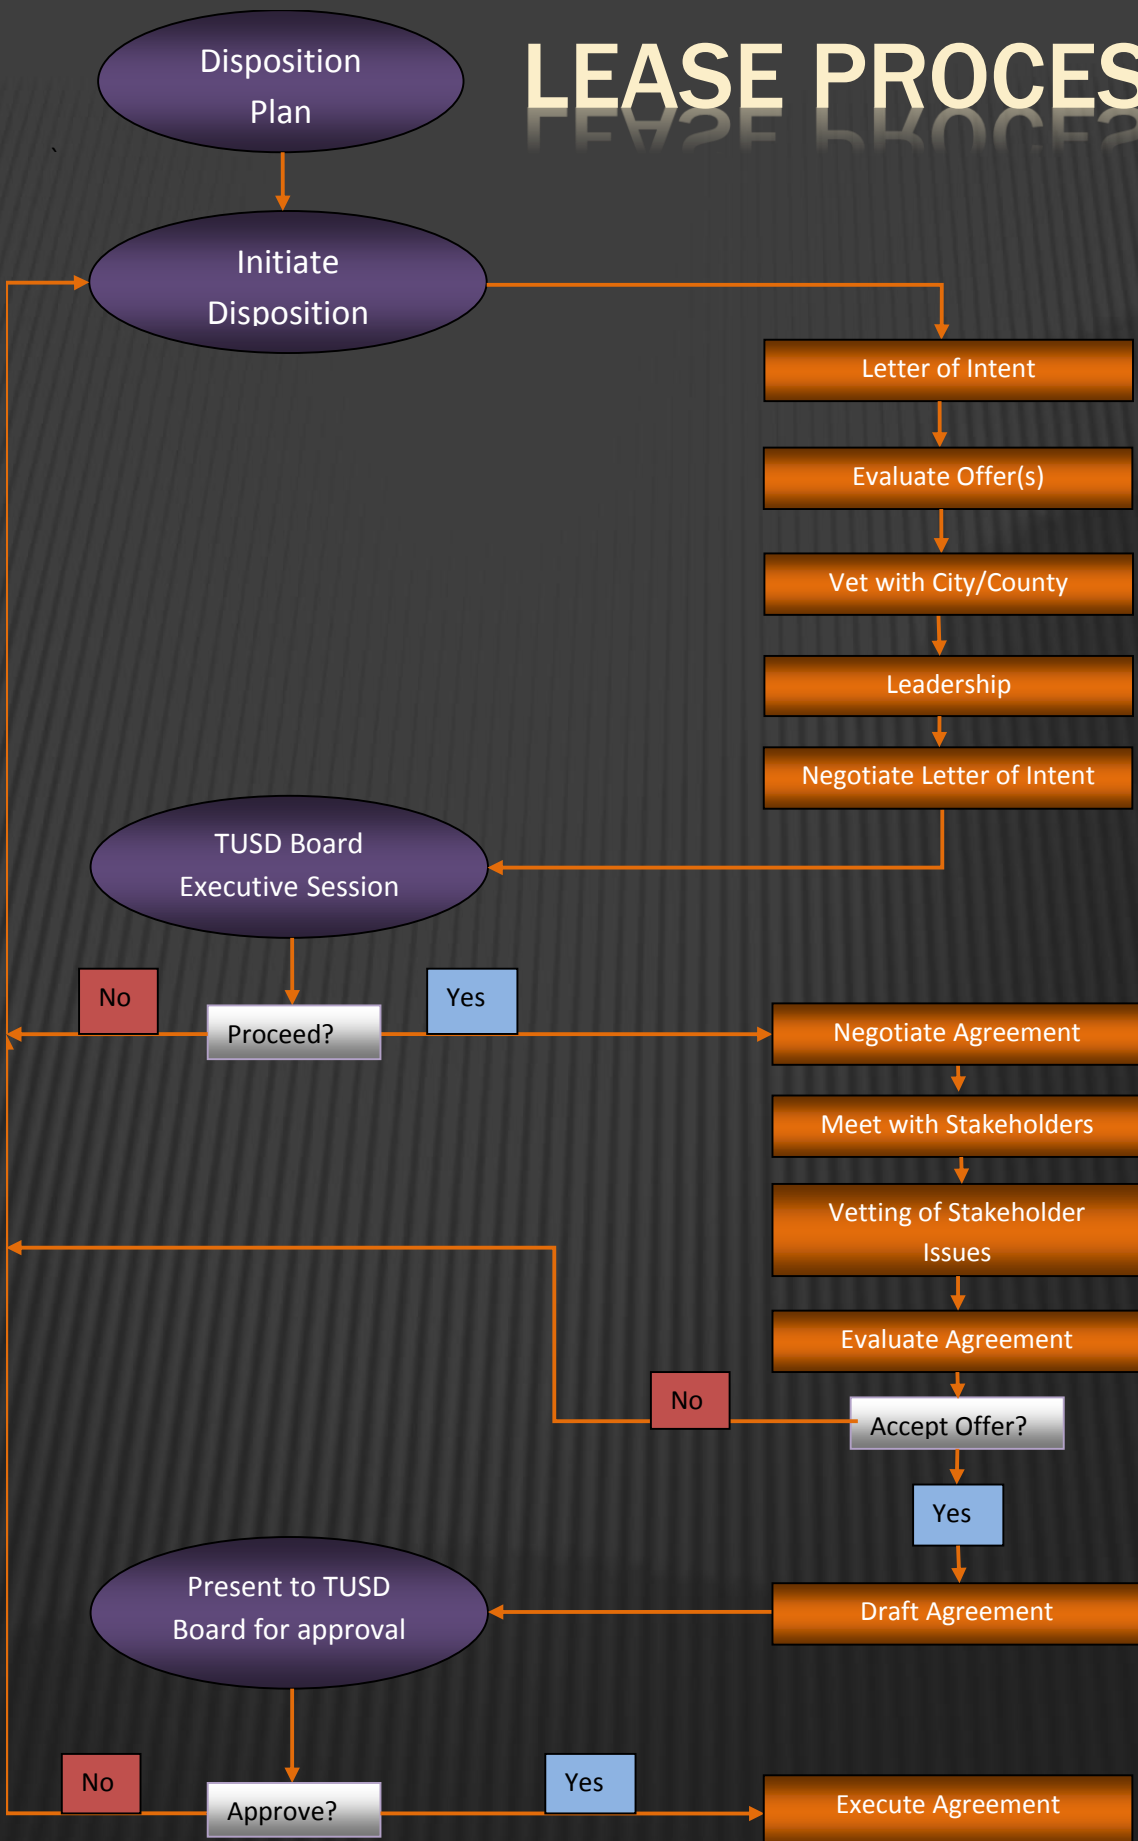 Disposition
Plan
LEASE PROCES
Initiate
Disposition
Letter of Intent
Evaluate Offer(s)
Vet with City/County
Leadership
Negotiate Letter of Intent
TUSD Board
Executive Session
No
Yes
Proceed?
Negotiate Agreement
Meet with Stakeholders
Vetting of Stakeholder
Issues
Evaluate Agreement
No
Accept Offer?
Yes
Present to TUSD
Board for approval
Draft Agreement
No
Yes
Approve?
Execute Agreement